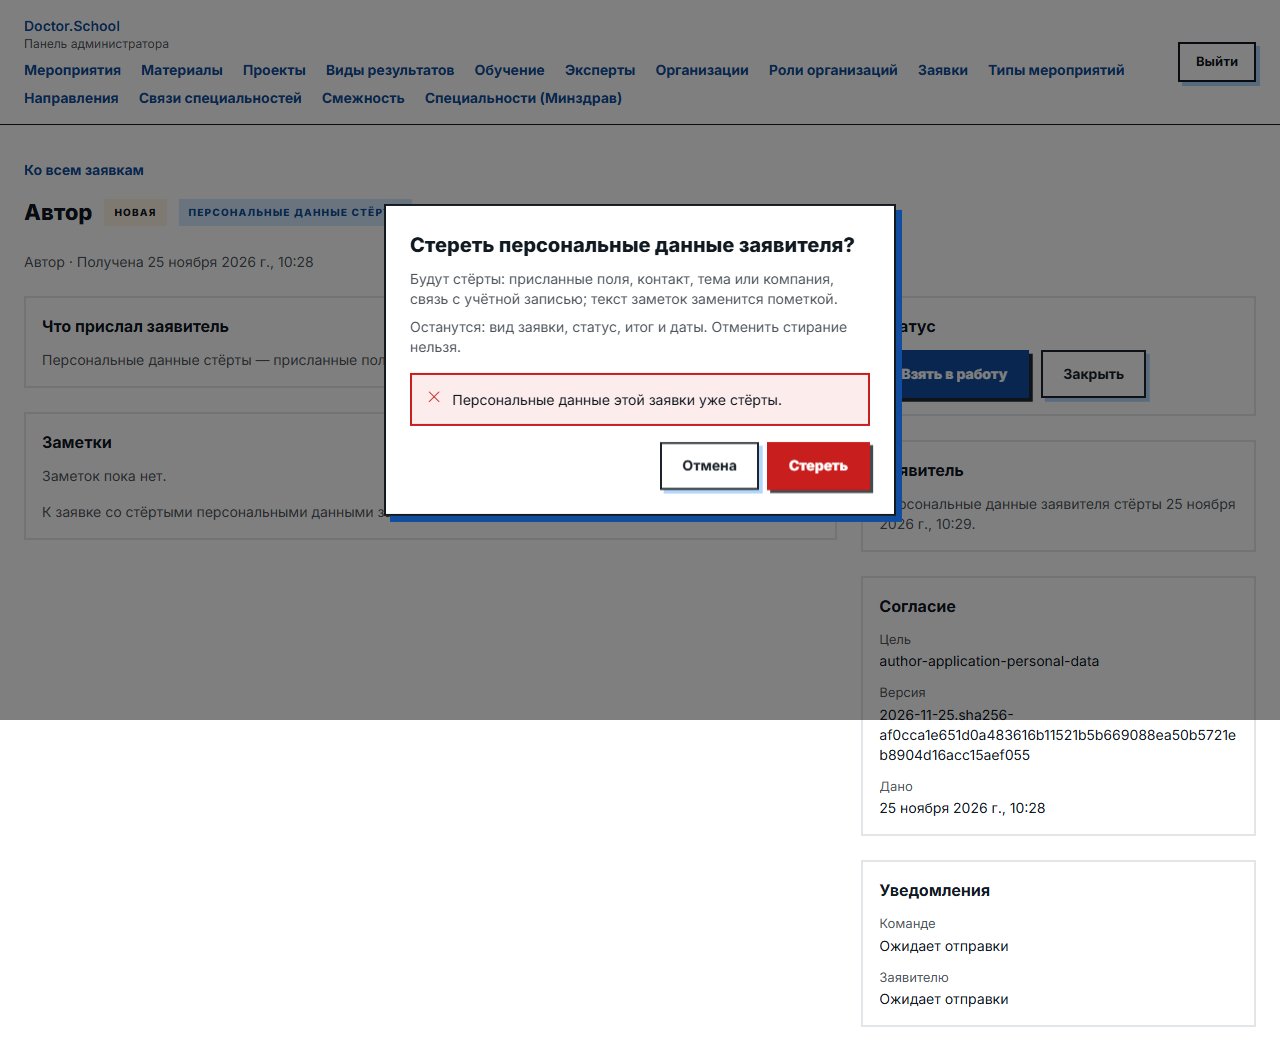 Doctor.School
Панель администратора
Мероприятия Материалы Проекты Виды результатов Обучение Эксперты Организации Роли организаций Заявки Типы мероприятий
Направления Связи специальностей Смежность Специальности (Минздрав)
Выйти
Ко всем заявкам
Автор НОВАЯ ПЕРСОНАЛЬНЫЕ ДАННЫЕ
Автор · Получена 25 ноября 2026 г., 10:28
Что прислал заявитель
Персональные данные стёрты — присланные
Заметки
Заметок пока нет.
К заявке со стёртыми персональными данными
Стереть персональные данные заявителя?
Будут стёрты: присланные поля, контакт, тема или компания,
связь с учётной записью; текст заметок заменится пометкой.
Останутся: вид заявки, статус, итог и даты. Отменить стирание
нельзя.
Персональные данные этой заявки уже стёрты.
Отмена Стереть
Взять в работу Закрыть
данные заявителя стёрты 25 ноября
2026 г., 10:29.
Согласие
Цель
author-application-personal-data
Версия
2026-11-25.sha256-
af0cca1e651d0a483616b11521b5b669088ea50b5721e
b8904d16acc15aef055
Дано
25 ноября 2026 г., 10:28
Уведомления
Команде
Ожидает отправки
Заявителю
Ожидает отправки